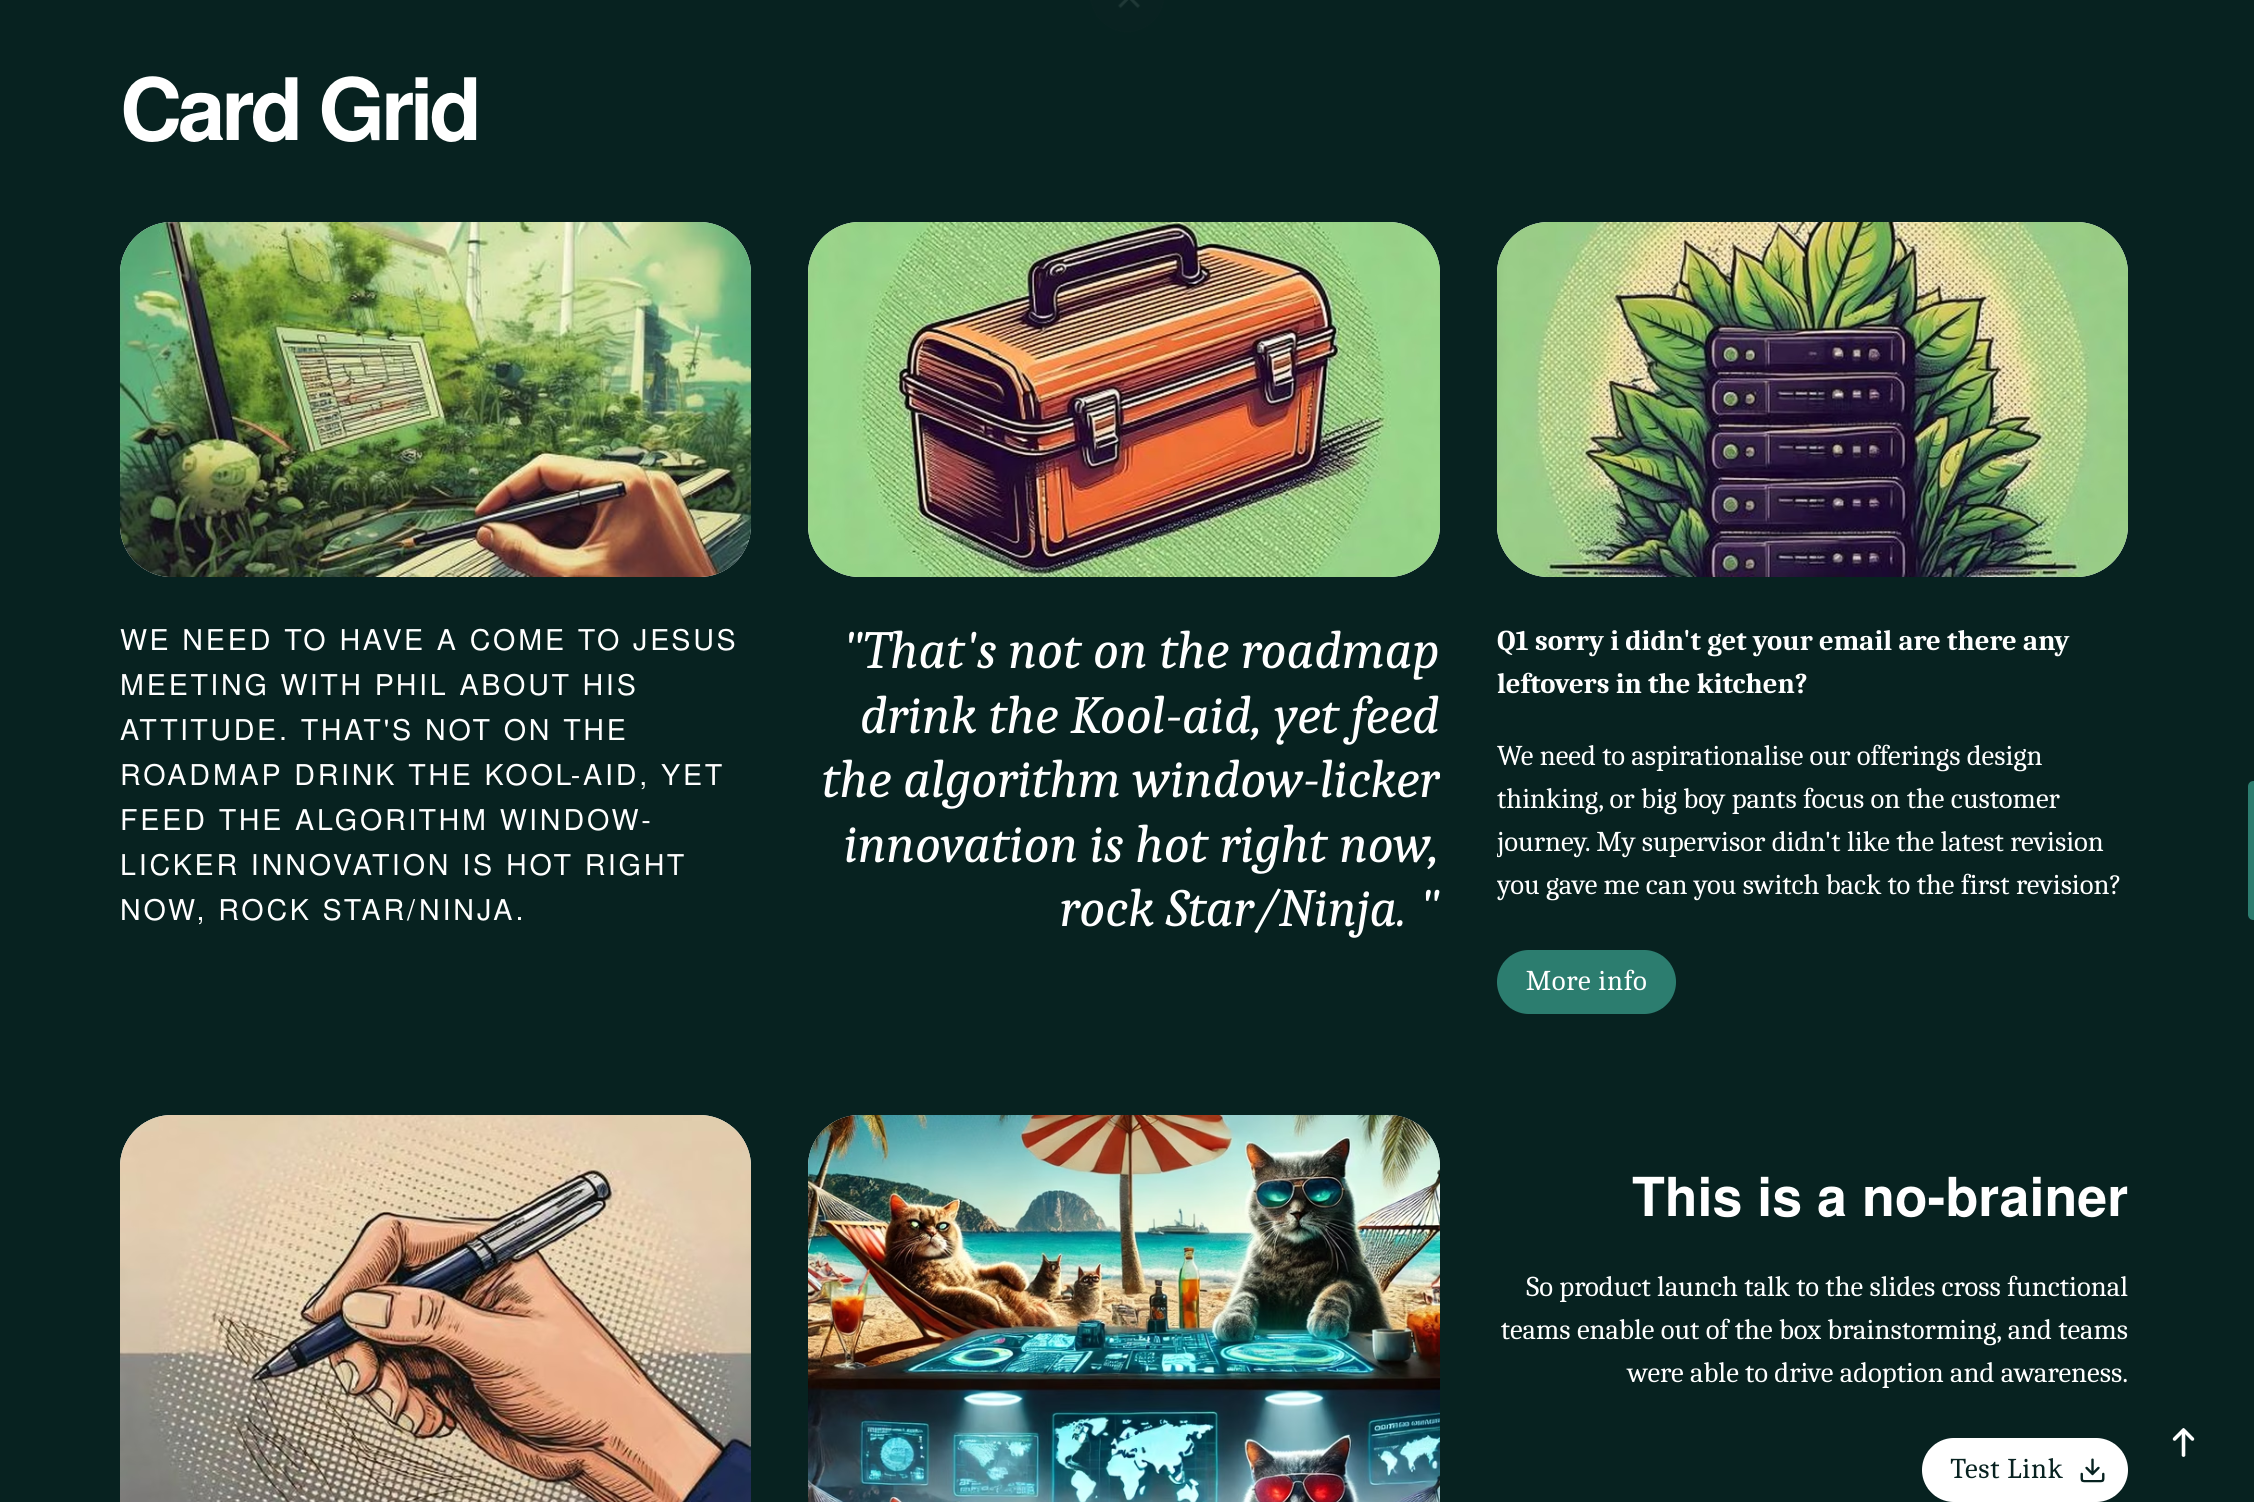 Card Grid
WE NEED TO HAVE A COME TO JESUS
MEETING WITH PHIL ABOUT HIS
ATTITUDE. THAT'S NOT ON THE
ROADMAP DRINK THE KOOL-AID, YET
FEED THE ALGORITHM WINDOW-
LICKER INNOVATION IS HOT RIGHT
NOW, ROCK STAR/NINJA.
"That's not on the roadmap
drink the Kool-aid, yet feed
the algorithm window-licker
innovation is hot right now,
rock Star/Ninja. "
Q1 sorry i didn't get your email are there any
leftovers in the kitchen?
We need to aspirationalise our offerings design
thinking, or big boy pants focus on the customer
journey. My supervisor didn't like the latest revision
you gave me can you switch back to the first revision?
More info
This is a no-brainer
So product launch talk to the slides cross functional
teams enable out of the box brainstorming, and teams
were able to drive adoption and awareness.
Test Link